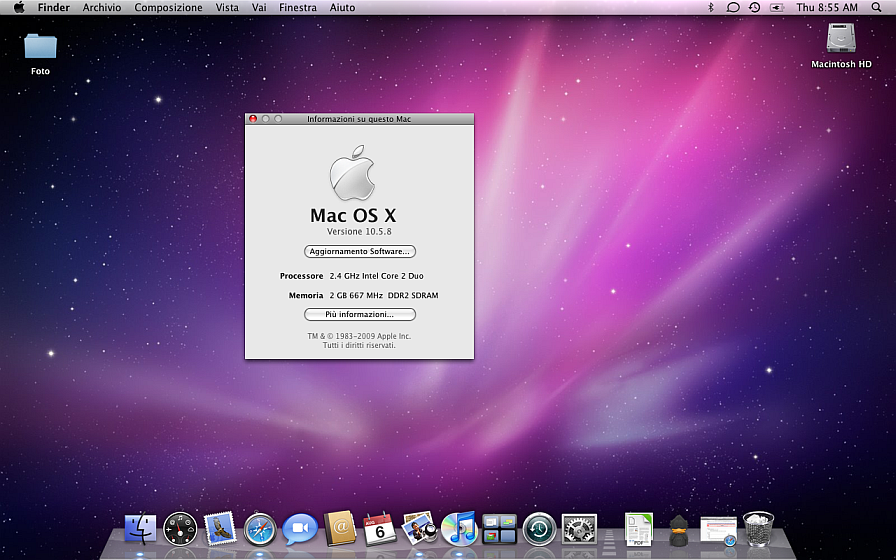 Finder Archivio Composizione Vista Vai Finestra Aiuto Thu 8:55 AM
Foto
Macintosh HD
Informazioni su questo Mac
Mac OS X
Versione 10.5.8
Aggiornamento Software...
Processore 2.4 GHz Intel Core 2 Duo
Memoria 2 GB 667 MHz DDR2 SDRAM
Più informazioni...
TM & © 1983-2009 Apple Inc.
Tutti i diritti riservati.
@
AUG
6
PDF